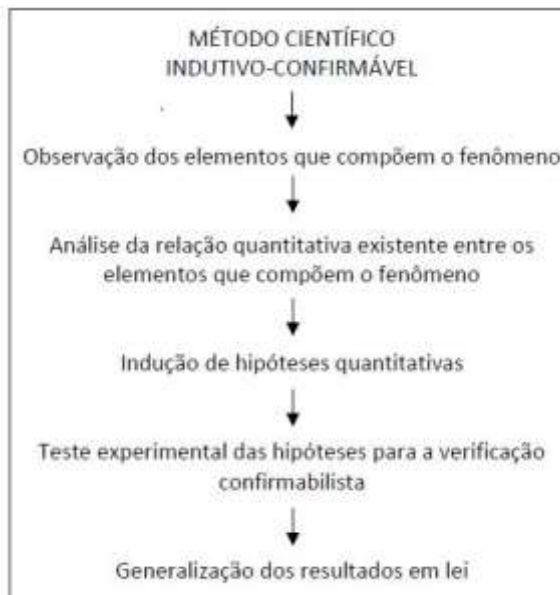 MÉTODO CIENTÍFICO
INDUTIVO-CONFIRMÁVEL
Observação dos elementos que compõem o fenômeno
Análise da relação quantitativa existente entre os
elementos que compõem o fenômeno
Indução de hipóteses quantitativas
Teste experimental das hipóteses para a verificação
confirmabilista
Generalização dos resultados em lei